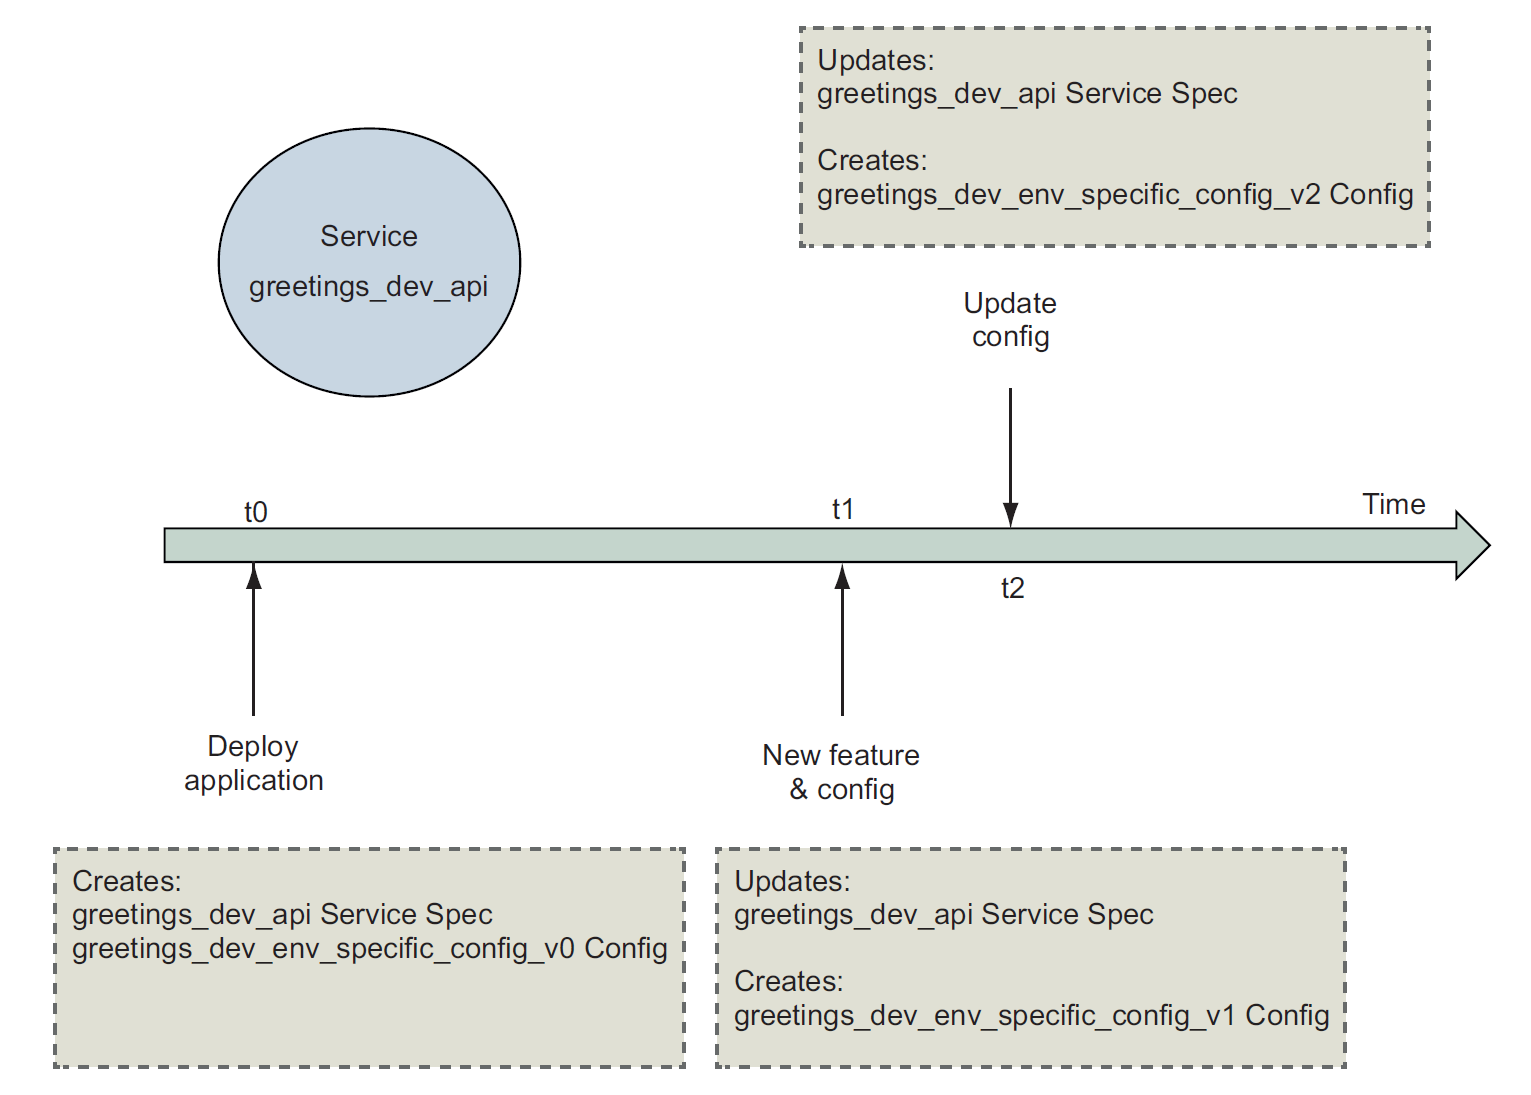 Updates:
greetings_dev_api Service Spec
Creates:
greetings_dev_env_specific_config_v2 Config
Service
greetings_dev_api
Update
config
t0
t1
Time
t2
Deploy
application
New feature
& config
Creates:
greetings_dev_api Service Spec
greetings_dev_env_specific_config_v0 Config
Updates:
greetings_dev_api Service Spec
Creates:
greetings_dev_env_specific_config_v1 Config